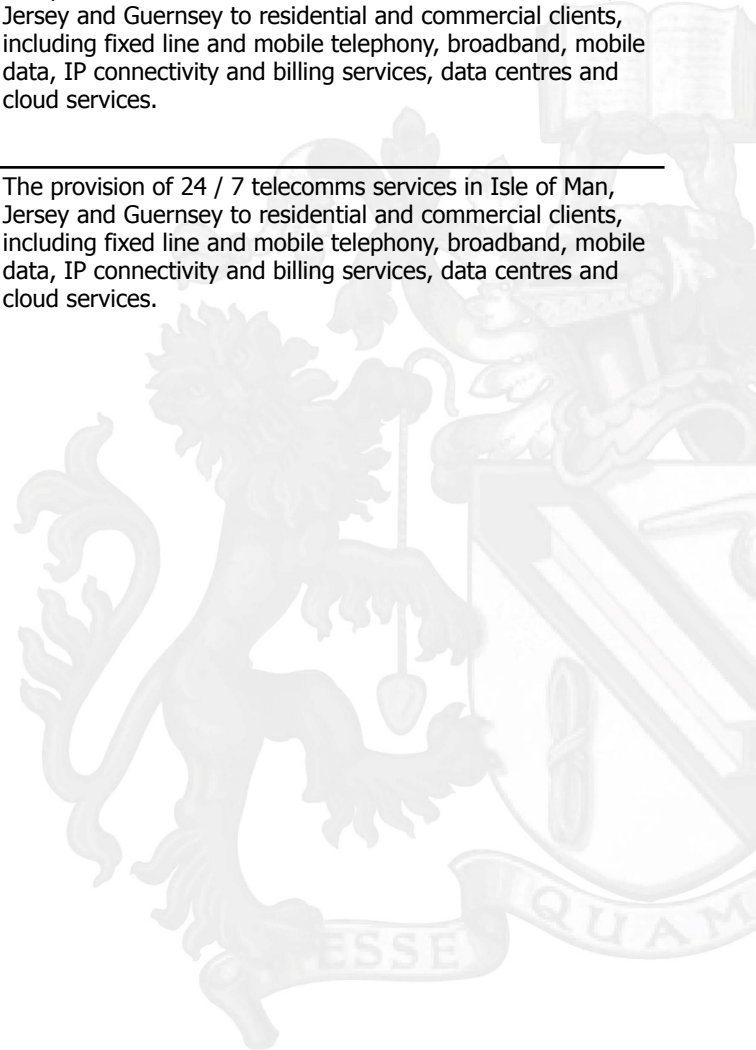 Jersey and Guernsey to residential and commercial clients,
including fixed line and mobile telephony, broadband, mobile
data, IP connectivity and billing services, data centres and
cloud services.
The provision of 24 / 7 telecomms services in Isle of Man,
Jersey and Guernsey to residential and commercial clients,
including fixed line and mobile telephony, broadband, mobile
data, IP connectivity and billing services, data centres and
cloud services.
ESSE QUAM